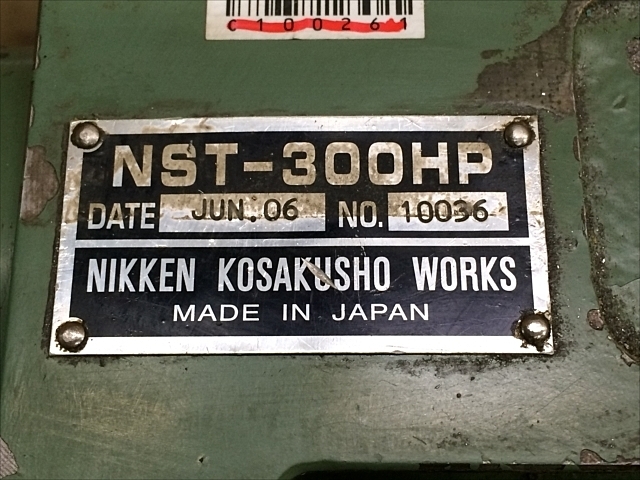 C100261
NST-300HP
DATE JUN.06 NO. 10036
NIKKEN KOSAKUSHO WORKS
MADE IN JAPAN